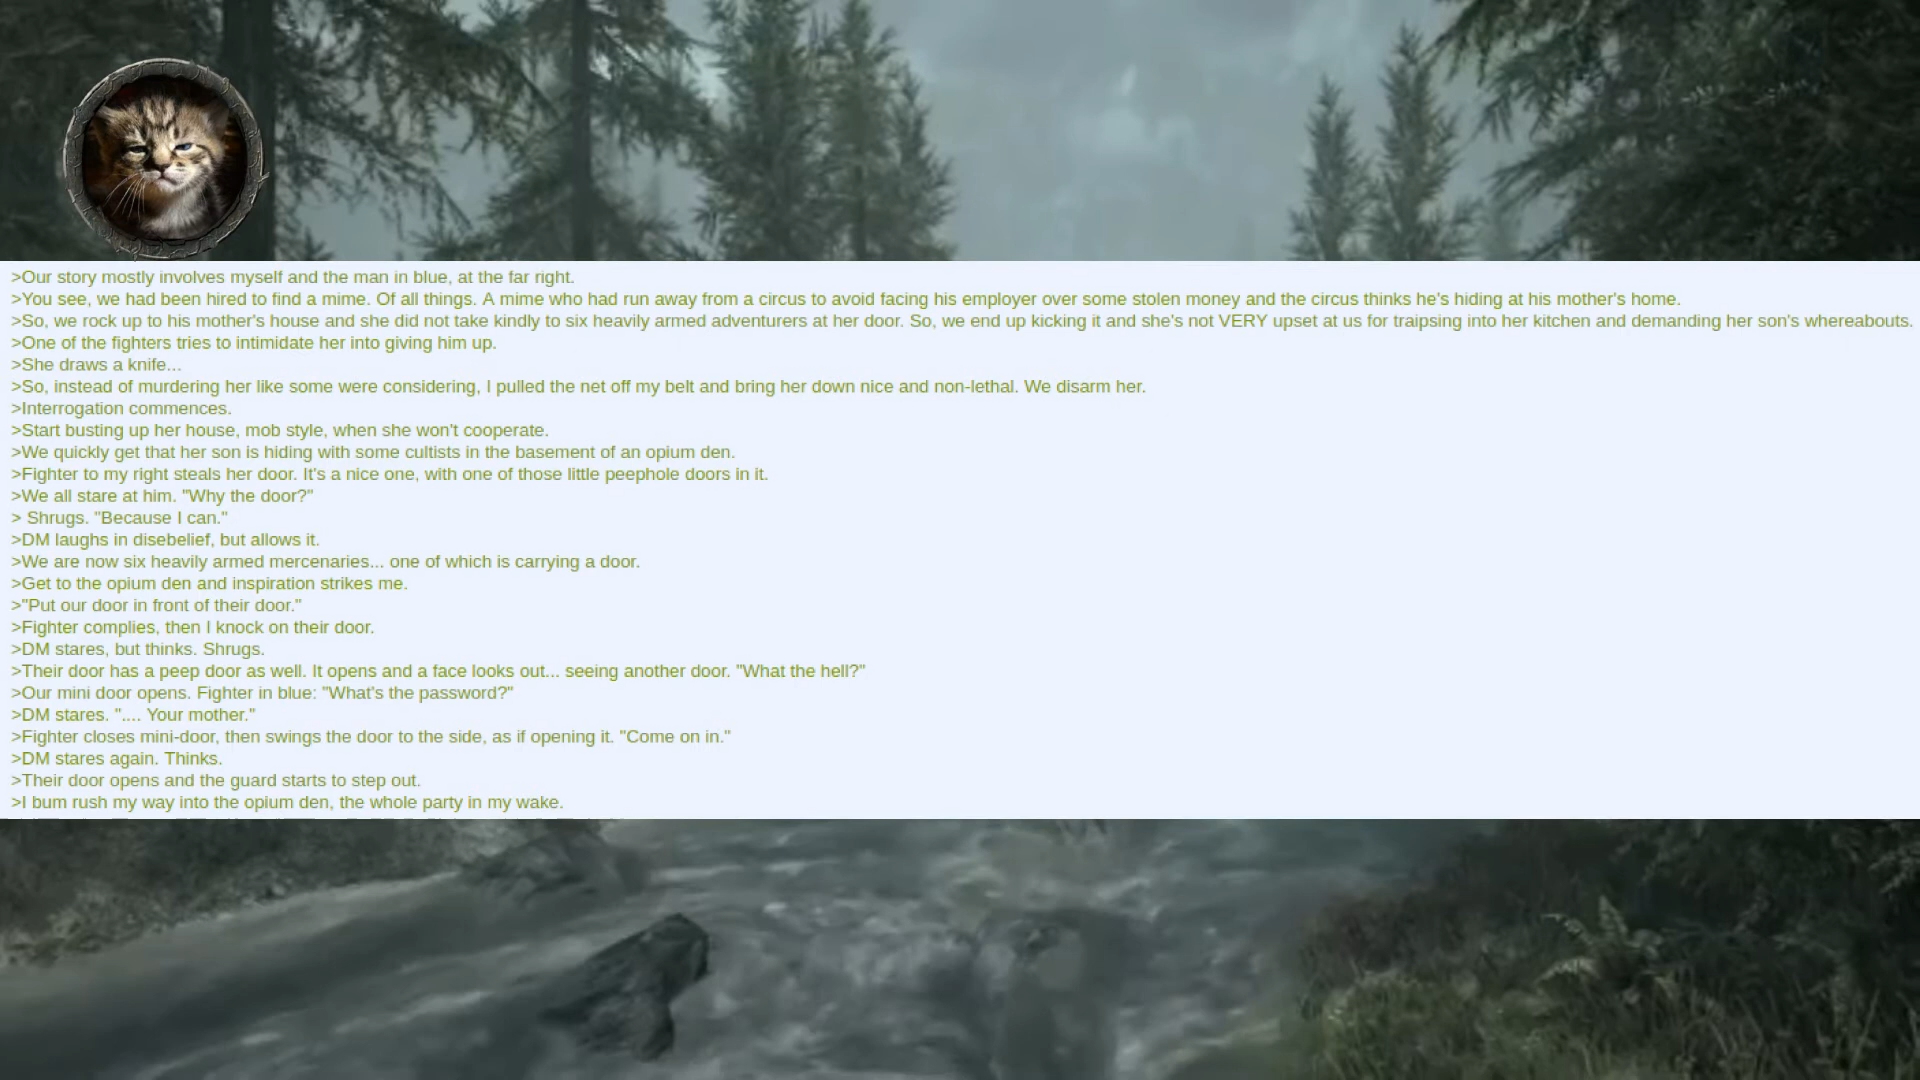 >Our story mostly involves myself and the man in blue, at the far right.
>You see, we had been hired to find a mime. Of all things. A mime who had run away from a circus to avoid facing his employer over some stolen money and the circus thinks he's hiding at his mother's home.
>So, we rock up to his mother's house and she did not take kindly to six heavily armed adventurers at her door. So, we end up kicking it and she's not VERY upset at us for traipsing into her kitchen and demanding her son's whereabouts.
>One of the fighters tries to intimidate her into giving him up.
>She draws a knife...
>So, instead of murdering her like some were considering, I pulled the net off my belt and bring her down nice and non-lethal. We disarm her.
>Interrogation commences.
>Start busting up her house, mob style, when she won't cooperate.
>We quickly get that her son is hiding with some cultists in the basement of an opium den.
>Fighter to my right steals her door. It's a nice one, with one of those little peephole doors in it.
>We all stare at him. "Why the door?"
> Shrugs. "Because I can."
>DM laughs in disebelief, but allows it.
>We are now six heavily armed mercenaries... one of which is carrying a door.
>Get to the opium den and inspiration strikes me.
>"Put our door in front of their door."
>Fighter complies, then I knock on their door.
>DM stares, but thinks. Shrugs.
>Their door has a peep door as well. It opens and a face looks out... seeing another door. "What the hell?"
>Our mini door opens. Fighter in blue: "What's the password?"
>DM stares. ".... Your mother."
>Fighter closes mini-door, then swings the door to the side, as if opening it. "Come on in."
>DM stares again. Thinks.
>Their door opens and the guard starts to step out.
>I bum rush my way into the opium den, the whole party in my wake.